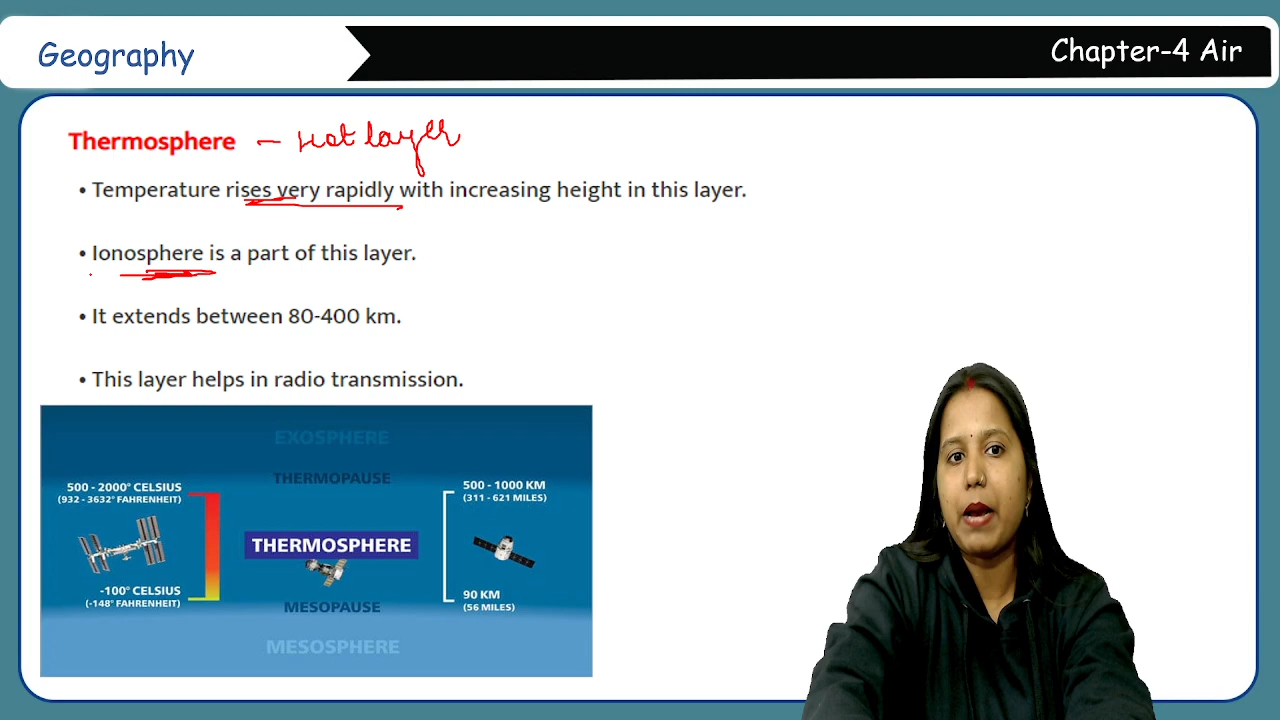 Geography
Chapter-4 Air
Thermosphere – Hot layer
• Temperature rises very rapidly with increasing height in this layer.
• Ionosphere is a part of this layer.
• It extends between 80-400 km.
• This layer helps in radio transmission.
EXOSPHERE
THERMOPAUSE
500 - 2000° CELSIUS
(932 - 3632° FAHRENHEIT)
500 - 1000 KM
(311 - 621 MILES)
THERMOSPHERE
-100° CELSIUS
(-148° FAHRENHEIT)
90 KM
(56 MILES)
MESOPAUSE
MESOSPHERE